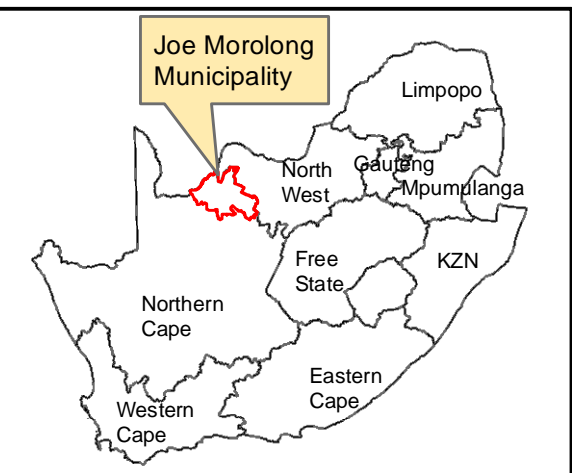 Joe Morolong
Municipality
Limpopo
North
West
Gauteng
Mpumulanga
Free
State
KZN
Northern
Cape
Eastern
Cape
Western
Cape